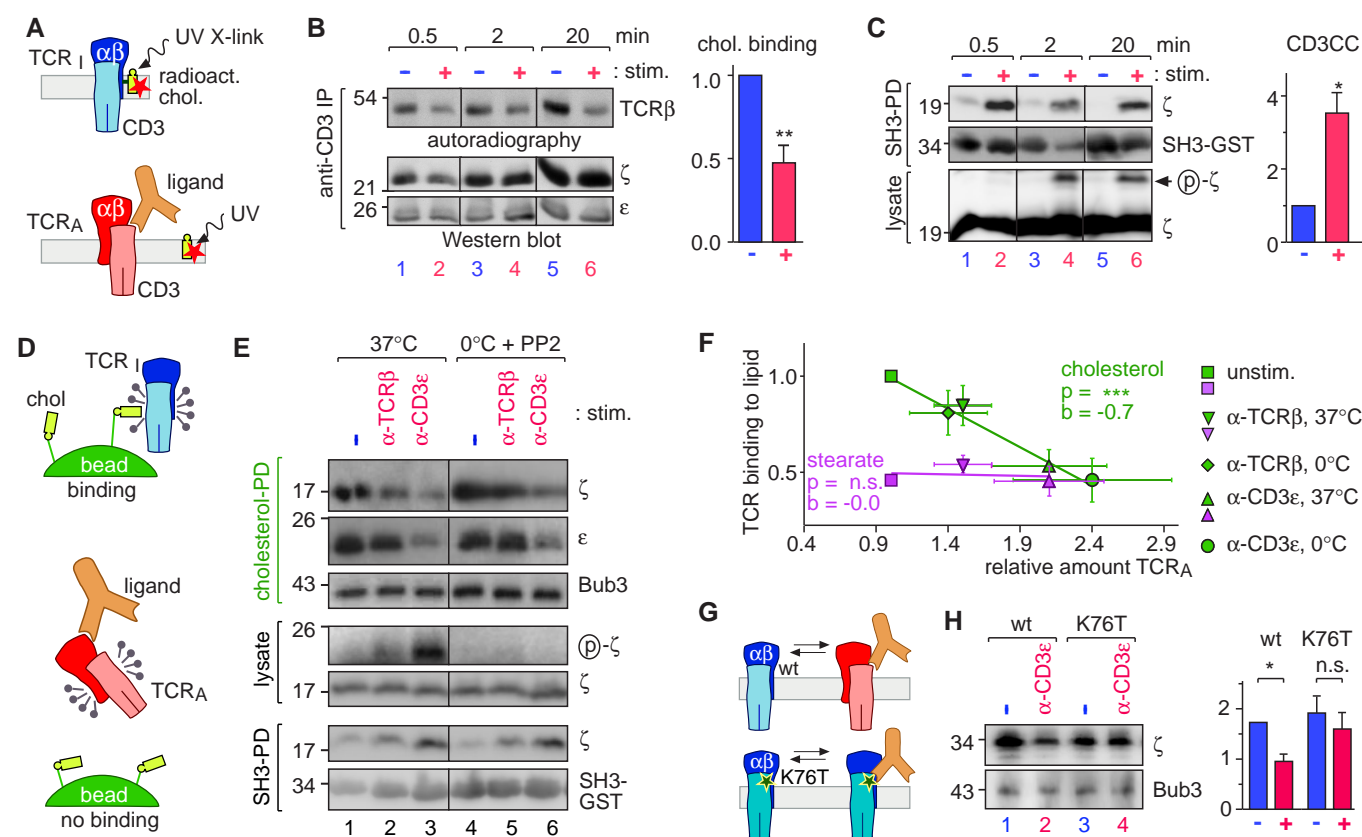 A
TCR I
αβ
UV X-link
radioact.
chol.
CD3
ligand
TCRA
αβ
UV
CD3
B
0.5 2 20 min
- + - + - + : stim.
anti-CD3 IP
54
TCRβ
autoradiography
21
ζ
26
ε
Western blot
1 2 3 4 5 6
chol. binding
1.0
**
0.5
0.0
- +
C
0.5 2 20 min
- + - + - + : stim.
SH3-PD
19
ζ
34
SH3-GST
lysate
p-ζ
19
ζ
1 2 3 4 5 6
CD3CC
*
4
2
0
- +
D
TCR I
chol
bead
binding
ligand
TCRA
bead
no binding
E
37°C 0°C + PP2
- α-TCRβ α-CD3ε - α-TCRβ α-CD3ε : stim.
cholesterol-PD
17
ζ
26
12
ε
43
Bub3
lysate
26
p-ζ
17
ζ
SH3-PD
17
ζ
34
SH3-
GST
1 2 3 4 5 6
F
TCR binding to lipid
1.0
0.5
cholesterol
p = ***
b = -0.7
stearate
p = n.s.
b = -0.0
0.4 1.4 1.9 2.4 2.9
relative amount TCRA
unstim.
α-TCRβ, 37°C
α-TCRβ, 0°C
α-CD3ε, 37°C
α-CD3ε, 0°C
G
αβ
wt
αβ
K76T
H
wt K76T
- α-CD3ε - α-CD3ε
34
ζ
43
Bub3
1 2 3 4
wt K76T
* n.s.
2
1
0
- + - +